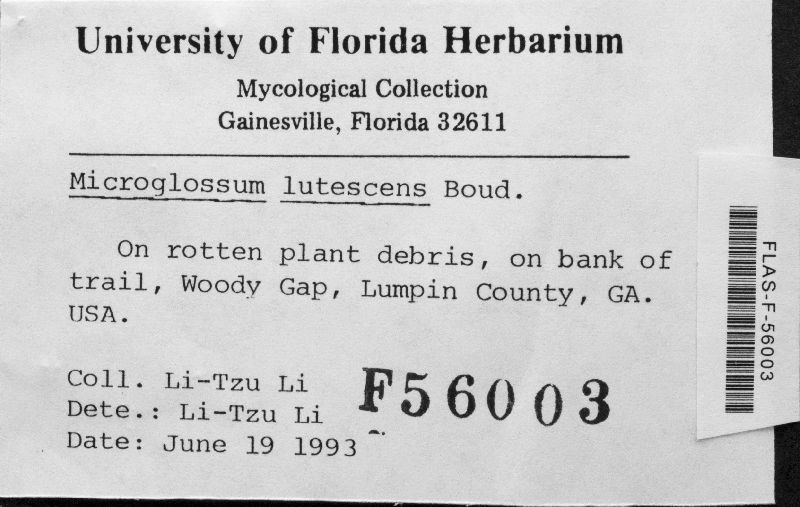 University of Florida Herbarium
Mycological Collection
Gainesville, Florida 32611
Microglossum lutescens Boud.
On rotten plant debris, on bank of
trail, Woody Gap, Lumpin County, GA.
USA.
Coll. Li-Tzu Li
Dete.: Li-Tzu Li
Date: June 19 1993
F56003
FLAS-F-56003